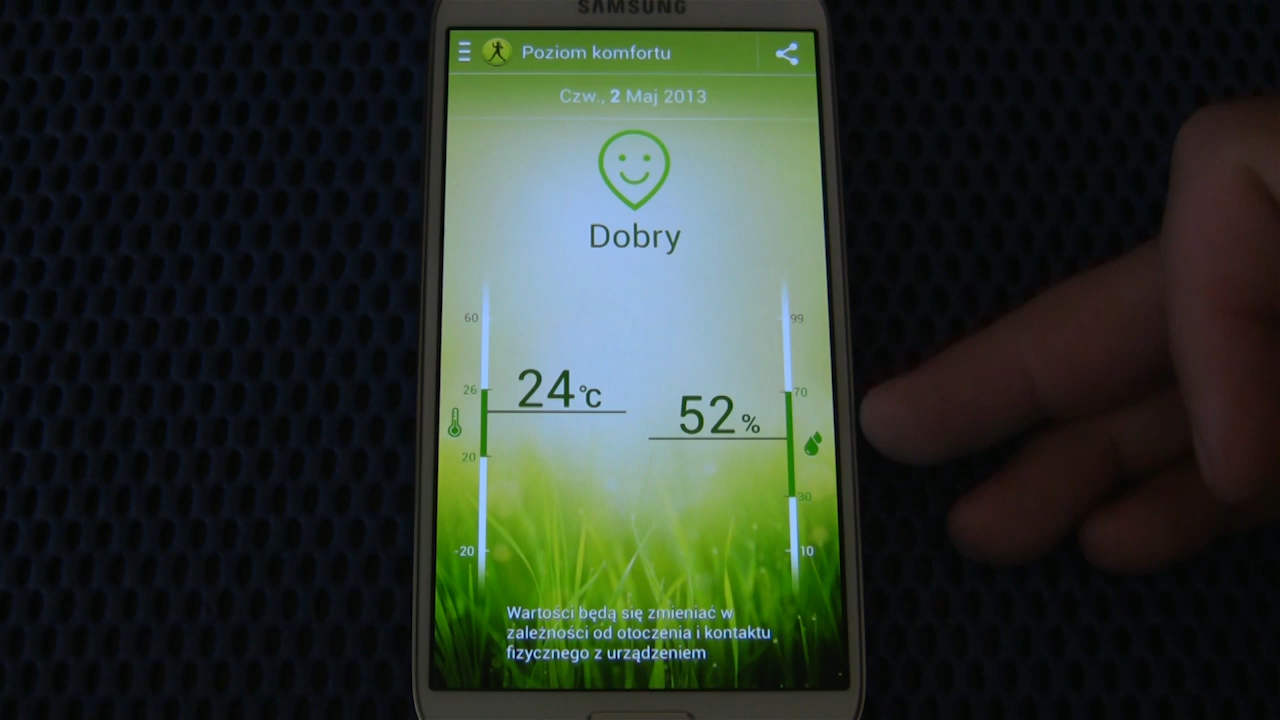 SAMSUNG
Poziom komfortu
Czw., 2 Maj 2013
Dobry
60
99
26
24°C
70
52%
20
30
-20
10
Wartości będą się zmieniać w
zależności od otoczenia i kontaktu
fizycznego z urządzeniem